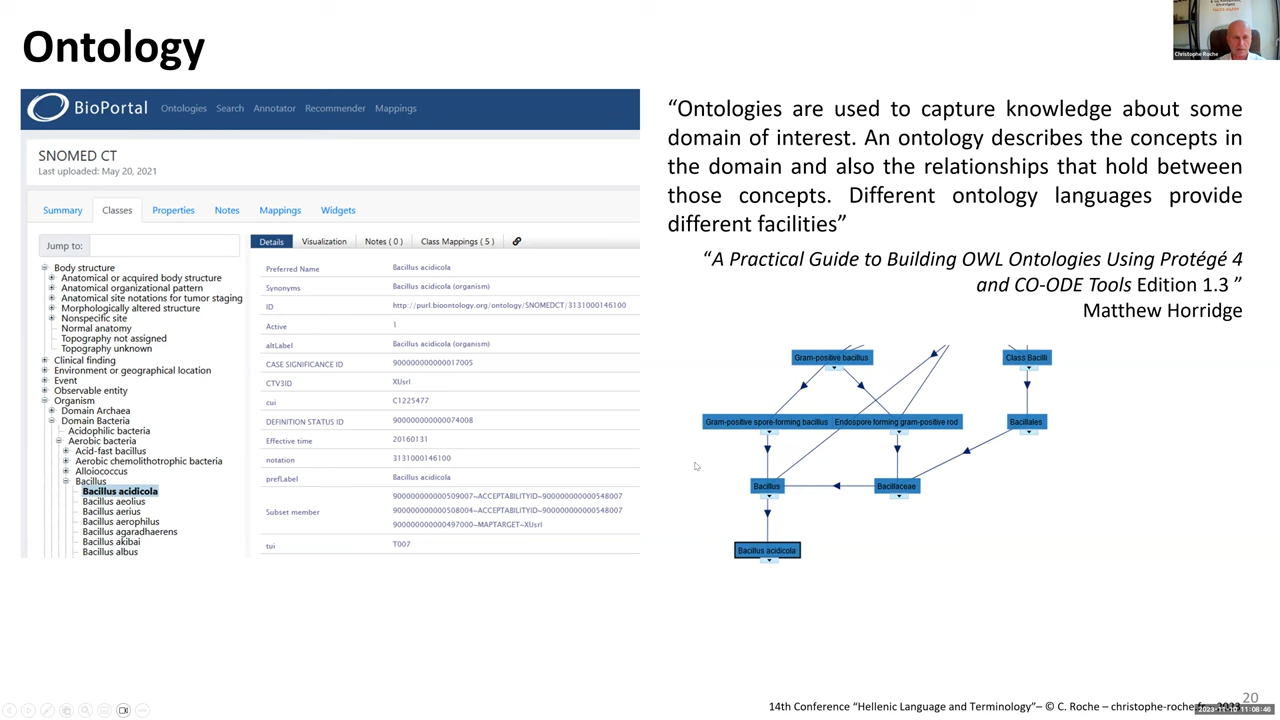 Ontology
Christophe Roche
BioPortal
Ontologies Search Annotator Recommender Mappings
SNOMED CT
Last uploaded: May 20, 2021
Summary Classes Properties Notes Mappings Widgets
Jump to:
Body structure
Anatomical or acquired body structure
Anatomical organizational pattern
Anatomical site notations for tumor staging
Morphologically altered structure
Nonspecific site
Normal anatomy
Topography not assigned
Topography unknown
Clinical finding
Environment or geographical location
Event
Observable entity
Organism
Domain Archaea
Domain Bacteria
Acidophilic bacteria
Aerobic bacteria
Acid-fast bacillus
Aerobic chemolithotrophic bacteria
Alloiococcus
Bacillus
Bacillus acidicola
Bacillus aeolius
Bacillus aerius
Bacillus aerophilus
Bacillus agaradhaerens
Bacillus akibai
Bacillus albus
Details Visualization Notes ( 0 ) Class Mappings ( 5 )
Preferred Name Bacillus acidicola
Synonyms Bacillus acidicola (organism)
ID http://purl.bioontology.org/ontology/SNOMEDCT/3131000146100
Active 1
altLabel Bacillus acidicola (organism)
CASE SIGNIFICANCE ID 900000000000017005
CTV3ID XUsrI
cui C1225477
DEFINITION STATUS ID 900000000000074008
Effective time 20160131
notation 3131000146100
prefLabel Bacillus acidicola
Subset member 900000000000509007~ACCEPTABILITYID~900000000000548007
900000000000508004~ACCEPTABILITYID~900000000000548007
900000000000497000~MAPTARGET~XUsrI
tui T007
“Ontologies are used to capture knowledge about some
domain of interest. An ontology describes the concepts in
the domain and also the relationships that hold between
those concepts. Different ontology languages provide
different facilities”
“A Practical Guide to Building OWL Ontologies Using Protégé 4
and CO-ODE Tools Edition 1.3 ”
Matthew Horridge
Gram-positive bacillus
Class Bacilli
Gram-positive spore-forming bacillus
Endospore forming gram-positive rod
Bacillales
Bacillus
Bacillaceae
Bacillus acidicola
20
14th Conference “Hellenic Language and Terminology”– © C. Roche – christophe-roche.fr
2023-11-10 11:08:46